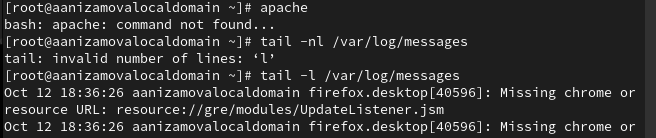 [root@aanizamovalocaldomain ~]# apache
bash: apache: command not found...
[root@aanizamovalocaldomain ~]# tail -nl /var/log/messages
tail: invalid number of lines: ‘l’
[root@aanizamovalocaldomain ~]# tail -l /var/log/messages
Oct 12 18:36:26 aanizamovalocaldomain firefox.desktop[40596]: Missing chrome or
resource URL: resource://gre/modules/UpdateListener.jsm
Oct 12 18:36:26 aanizamovalocaldomain firefox.desktop[40596]: Missing chrome or